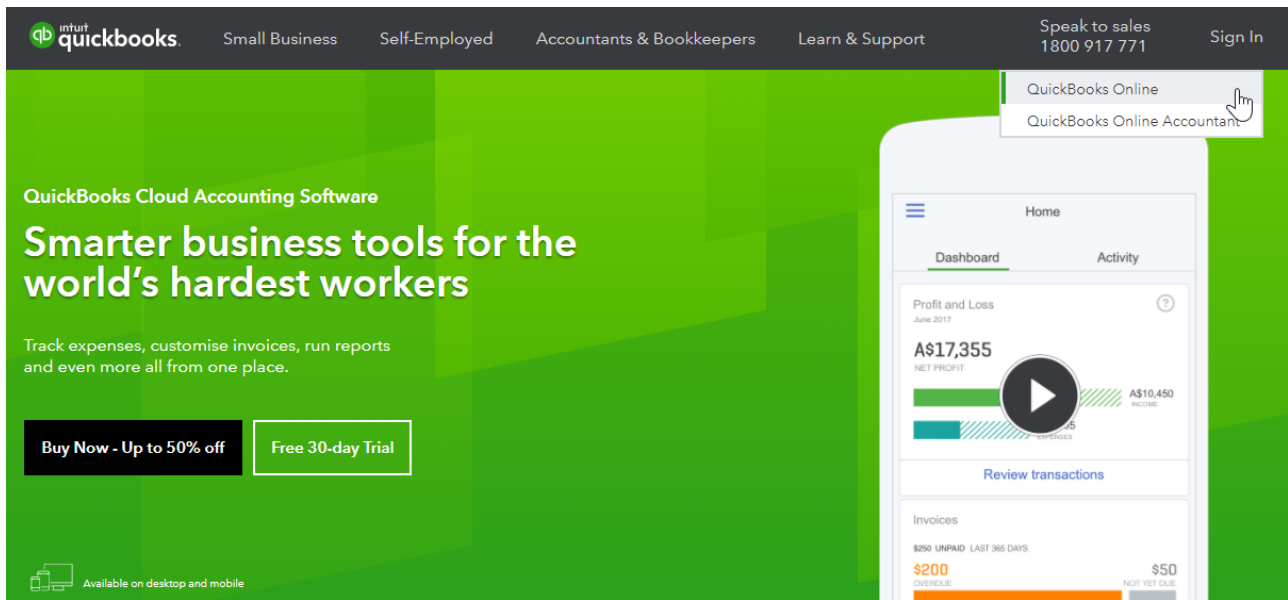 intuit
quickbooks.
Small Business
Self-Employed
Accountants & Bookkeepers
Learn & Support
Speak to sales
1800 917 771
Sign In
QuickBooks Online
QuickBooks Online Accountant
QuickBooks Cloud Accounting Software
Smarter business tools for the
world's hardest workers
Track expenses, customise invoices, run reports
and even more all from one place.
Buy Now - Up to 50% off
Free 30-day Trial
Available on desktop and mobile
Home
Dashboard
Activity
Profit and Loss
?
June 2017
A$17,355
NET PROFIT
A$10,450
INCOME
EXPENSES
Review transactions
Invoices
$250 UNPAID LAST 365 DAYS
$200
$50
OVERDUE
NOT YET DUE